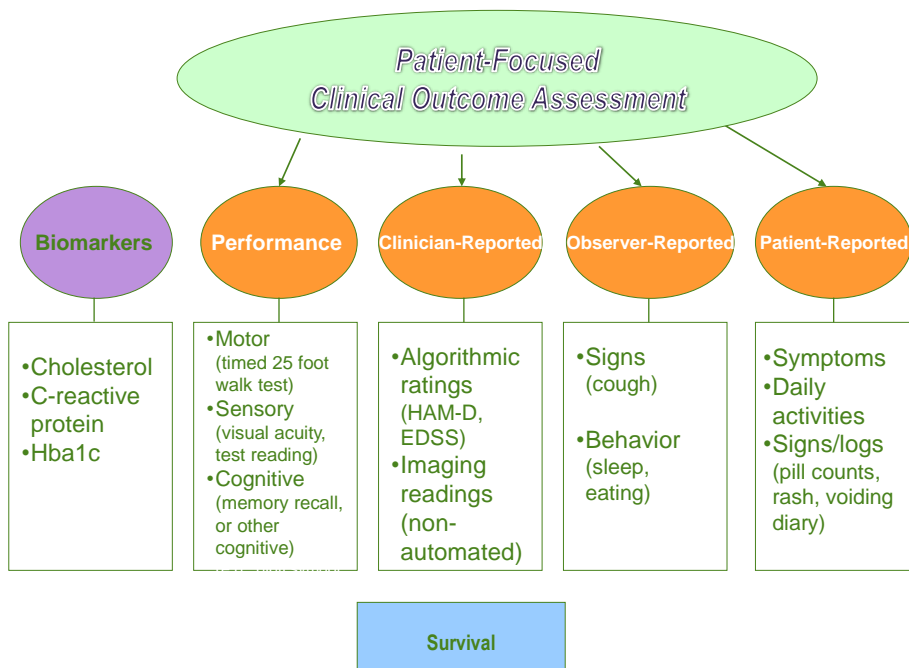 Patient-Focused
Clinical Outcome Assessment
Biomarkers
Performance
Clinician-Reported
Observer-Reported
Patient-Reported
•Cholesterol
•C-reactive
protein
•Hba1c
•Motor
(timed 25 foot
walk test)
•Sensory
(visual acuity,
test reading)
•Cognitive
(memory recall,
or other
cognitive)
•Algorithmic
ratings
(HAM-D,
EDSS)
•Imaging
readings
(non-
automated)
•Signs
(cough)
•Behavior
(sleep,
eating)
•Symptoms
•Daily
activities
•Signs/logs
(pill counts,
rash, voiding
diary)
Survival